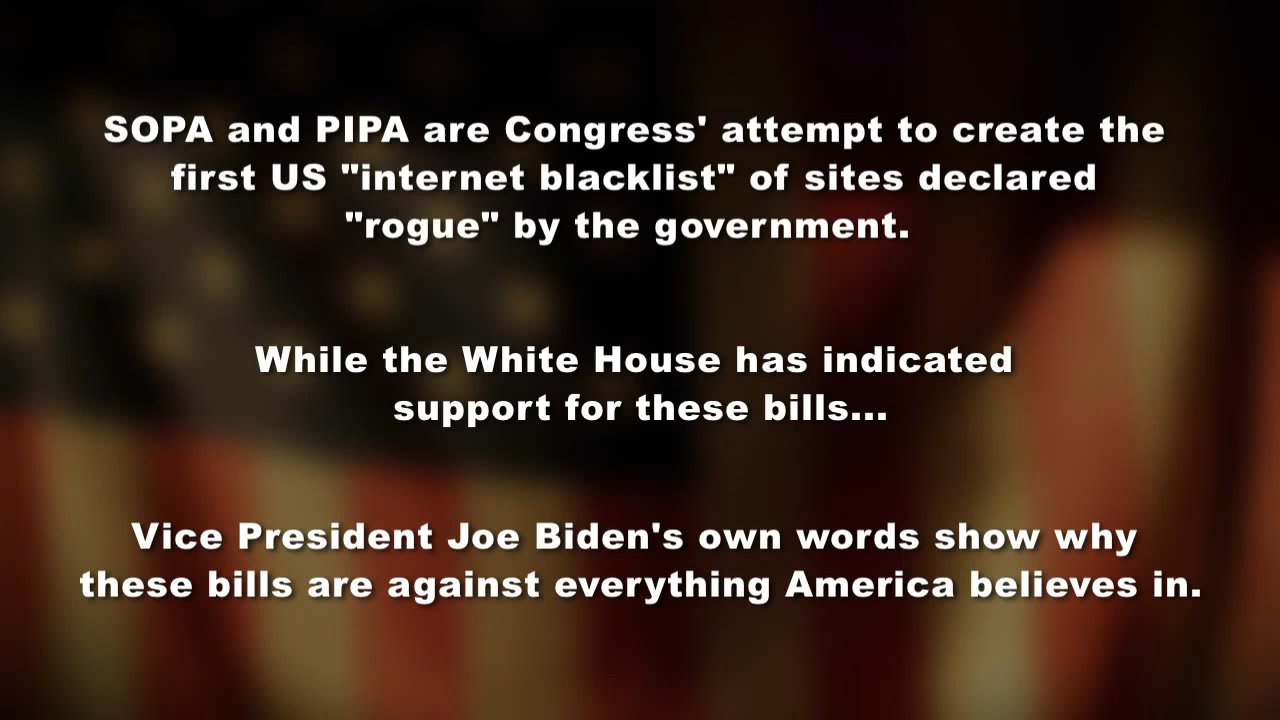 SOPA and PIPA are Congress' attempt to create the
first US "internet blacklist" of sites declared
"rogue" by the government.
While the White House has indicated
support for these bills...
Vice President Joe Biden's own words show why
these bills are against everything America believes in.